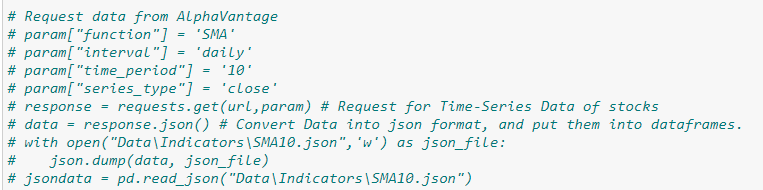 # Request data from AlphaVantage
# param["function"] = 'SMA'
# param["interval"] = 'daily'
# param["time_period"] = '10'
# param["series_type"] = 'close'
# response = requests.get(url,param) # Request for Time-Series Data of stocks
# data = response.json() # Convert Data into json format, and put them into dataframes.
# with open("Data\Indicators\SMA10.json",'w') as json_file:
#    json.dump(data, json_file)
# jsondata = pd.read_json("Data\Indicators\SMA10.json")